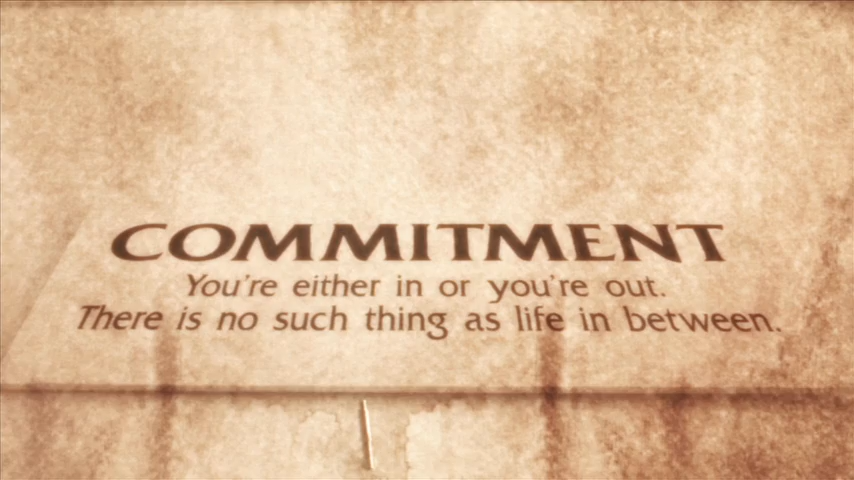 COMMITMENT
You're either in or you're out.
There is no such thing as life in between.